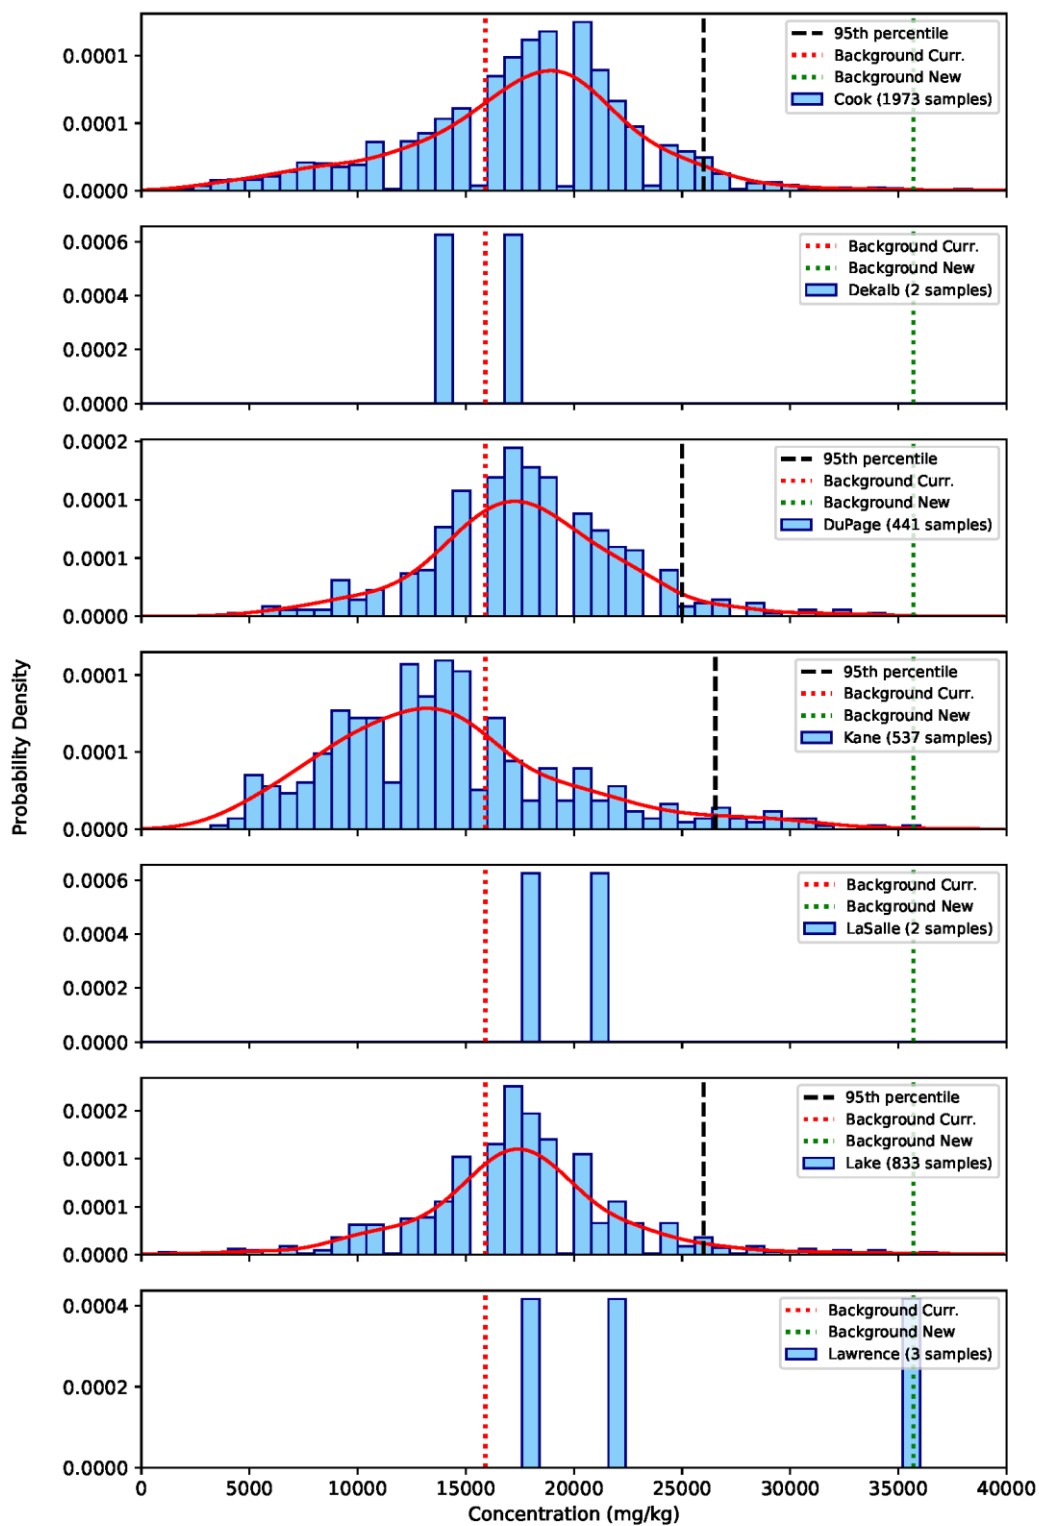 0.0001
0.0001
0.0000
95th percentile
Background Curr.
Background New
Cook (1973 samples)
0.0006
0.0004
0.0002
0.0000
Background Curr.
Background New
Dekalb (2 samples)
0.0002
0.0001
0.0001
0.0000
95th percentile
Background Curr.
Background New
DuPage (441 samples)
Probability Density
0.0001
0.0001
0.0000
95th percentile
Background Curr.
Background New
Kane (537 samples)
0.0006
0.0004
0.0002
0.0000
Background Curr.
Background New
LaSalle (2 samples)
0.0002
0.0001
0.0001
0.0000
95th percentile
Background Curr.
Background New
Lake (833 samples)
0.0004
0.0002
0.0000
Background Curr.
Background New
Lawrence (3 samples)
0 5000 10000 15000 20000 25000 30000 35000 40000
Concentration (mg/kg)